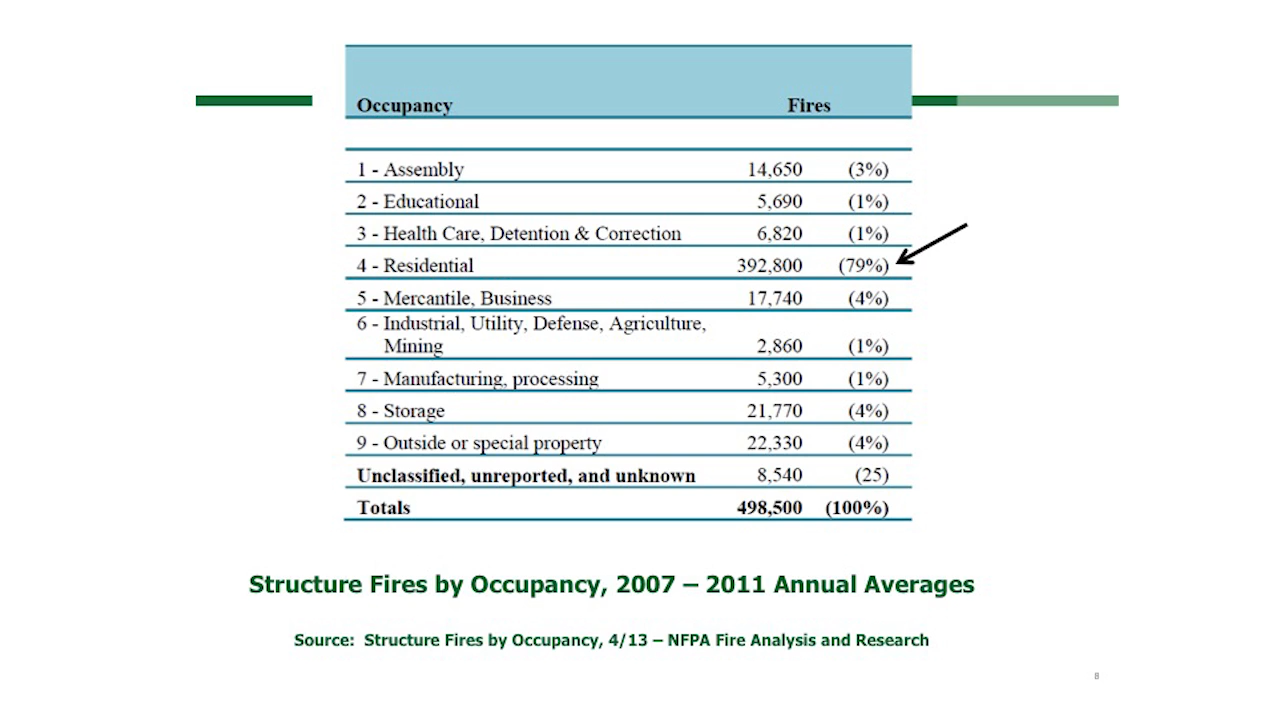 Occupancy Fires
1 - Assembly 14,650 (3%)
2 - Educational 5,690 (1%)
3 - Health Care, Detention & Correction 6,820 (1%)
4 - Residential 392,800 (79%)
5 - Mercantile, Business 17,740 (4%)
6 - Industrial, Utility, Defense, Agriculture,
Mining 2,860 (1%)
7 - Manufacturing, processing 5,300 (1%)
8 - Storage 21,770 (4%)
9 - Outside or special property 22,330 (4%)
Unclassified, unreported, and unknown 8,540 (25)
Totals 498,500 (100%)
Structure Fires by Occupancy, 2007 – 2011 Annual Averages
Source: Structure Fires by Occupancy, 4/13 – NFPA Fire Analysis and Research
8